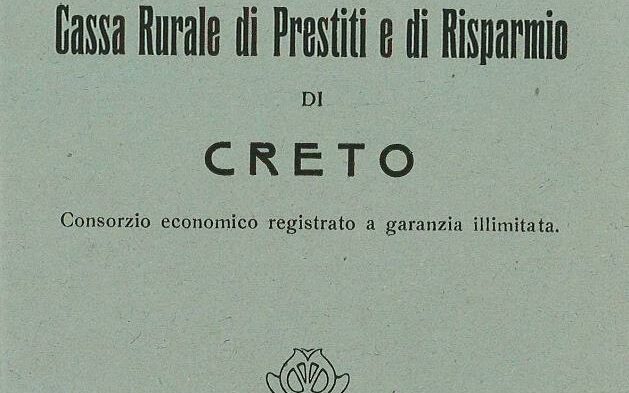 Cassa Rurale di Prestiti e di Risparmio
DI
CRETO
Consorzio economico registrato a garanzia illimitata.